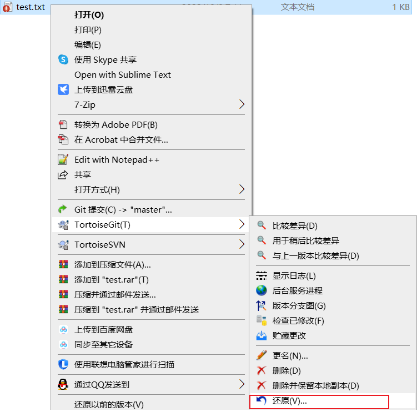 test.txt
文本文档
1 KB
打开(O)
打印(P)
编辑(E)
使用 Skype 共享
Open with Sublime Text
上传到迅雷云盘
7-Zip
转换为 Adobe PDF(B)
在 Acrobat 中合并文件...
Edit with Notepad++
共享
打开方式(H)
Git 提交(C) -> "master"...
TortoiseGit(T)
TortoiseSVN
添加到压缩文件(A)...
添加到 "test.rar"(T)
压缩并通过邮件发送...
压缩到 "test.rar" 并通过邮件发送
上传到百度网盘
同步至其它设备
使用联想电脑管家进行扫描
通过QQ发送到
还原以前的版本(V)
比较差异(D)
用于稍后比较差异
与上一版本比较差异(D)
显示日志(L)
后台服务进程
版本分支图(G)
检查已修改(F)
贮藏更改
更名(N)...
删除(D)
删除并保留本地副本(D)
还原(V)...